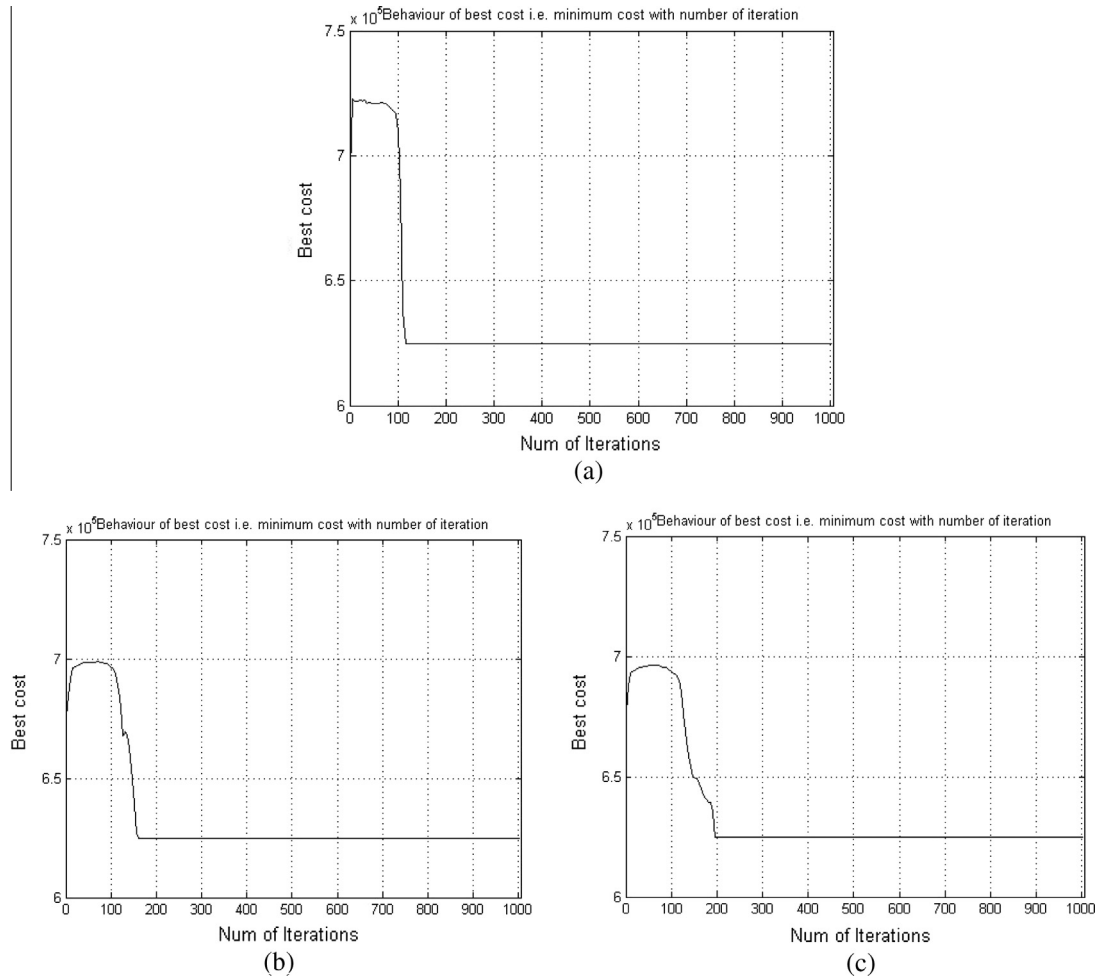 x 10^5 Behaviour of best cost i.e. minimum cost with number of iteration
7.5
7
6.5
6
Best cost
0 100 200 300 400 500 600 700 800 900 1000
Num of Iterations
(a)
x 10^5 Behaviour of best cost i.e. minimum cost with number of iteration
7.5
7
6.5
6
Best cost
0 100 200 300 400 500 600 700 800 900 1000
Num of Iterations
(b)
x 10^5 Behaviour of best cost i.e. minimum cost with number of iteration
7.5
7
6.5
6
Best cost
0 100 200 300 400 500 600 700 800 900 1000
Num of Iterations
(c)